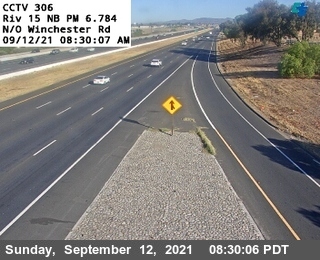 CCTV 306
Riv 15 NB PM 6.784
N/O Winchester Rd
09/12/21 08:30:07 AM
Sunday, September 12, 2021 08:30:06 PDT